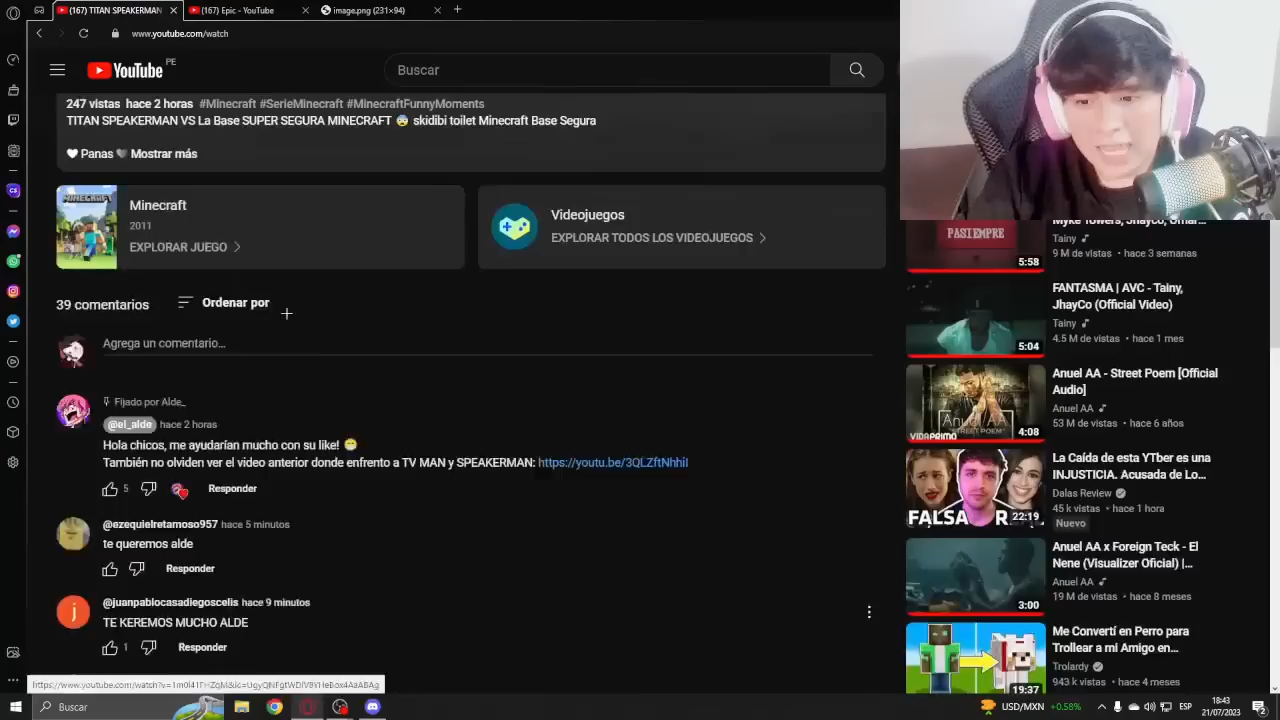 (167) TITAN SPEAKERMAN
(167) Epic - YouTube
image.png (231×94)
www.youtube.com/watch
YouTube PE
Buscar
247 vistas hace 2 horas #Minecraft #SerieMinecraft #MinecraftFunnyMoments
TITAN SPEAKERMAN VS La Base SUPER SEGURA MINECRAFT 😨 skidibi toilet Minecraft Base Segura
🤍 Panas 🖤 Mostrar más
MINECRAFT
Minecraft
2011
EXPLORAR JUEGO
Videojuegos
EXPLORAR TODOS LOS VIDEOJUEGOS
39 comentarios
Ordenar por
Agrega un comentario…
Fijado por Alde_
@el_alde hace 2 horas
Hola chicos, me ayudarían mucho con su like! 😁
También no olviden ver el video anterior donde enfrento a TV MAN y SPEAKERMAN: https://youtu.be/3QLZftNhhiI
5
Responder
@ezequielretamoso957 hace 5 minutos
te queremos alde
Responder
j
@juanpablocasadiegoscelis hace 9 minutos
TE KEREMOS MUCHO ALDE
1
Responder
PASIEMPRE
5:58
Myke Towers, JhayCo, Omar…
Tainy
9 M de vistas • hace 3 semanas
5:04
FANTASMA | AVC - Tainy,
JhayCo (Official Video)
Tainy
4.5 M de vistas • hace 1 mes
Anuel AA
STREET POEM
VIDAPRIMO
4:08
Anuel AA - Street Poem [Official
Audio]
Anuel AA
53 M de vistas • hace 6 años
FALSA
22:19
La Caída de esta YTber es una
INJUSTICIA. Acusada de Lo…
Dalas Review
45 k vistas • hace 1 hora
Nuevo
3:00
Anuel AA x Foreign Teck - El
Nene (Visualizer Oficial) |…
Anuel AA
19 M de vistas • hace 8 meses
19:37
Me Convertí en Perro para
Trollear a mi Amigo en…
Trolardy
943 k vistas • hace 4 meses
Buscar
USD/MXN +0.58%
ESP
18:43
21/07/2023
2